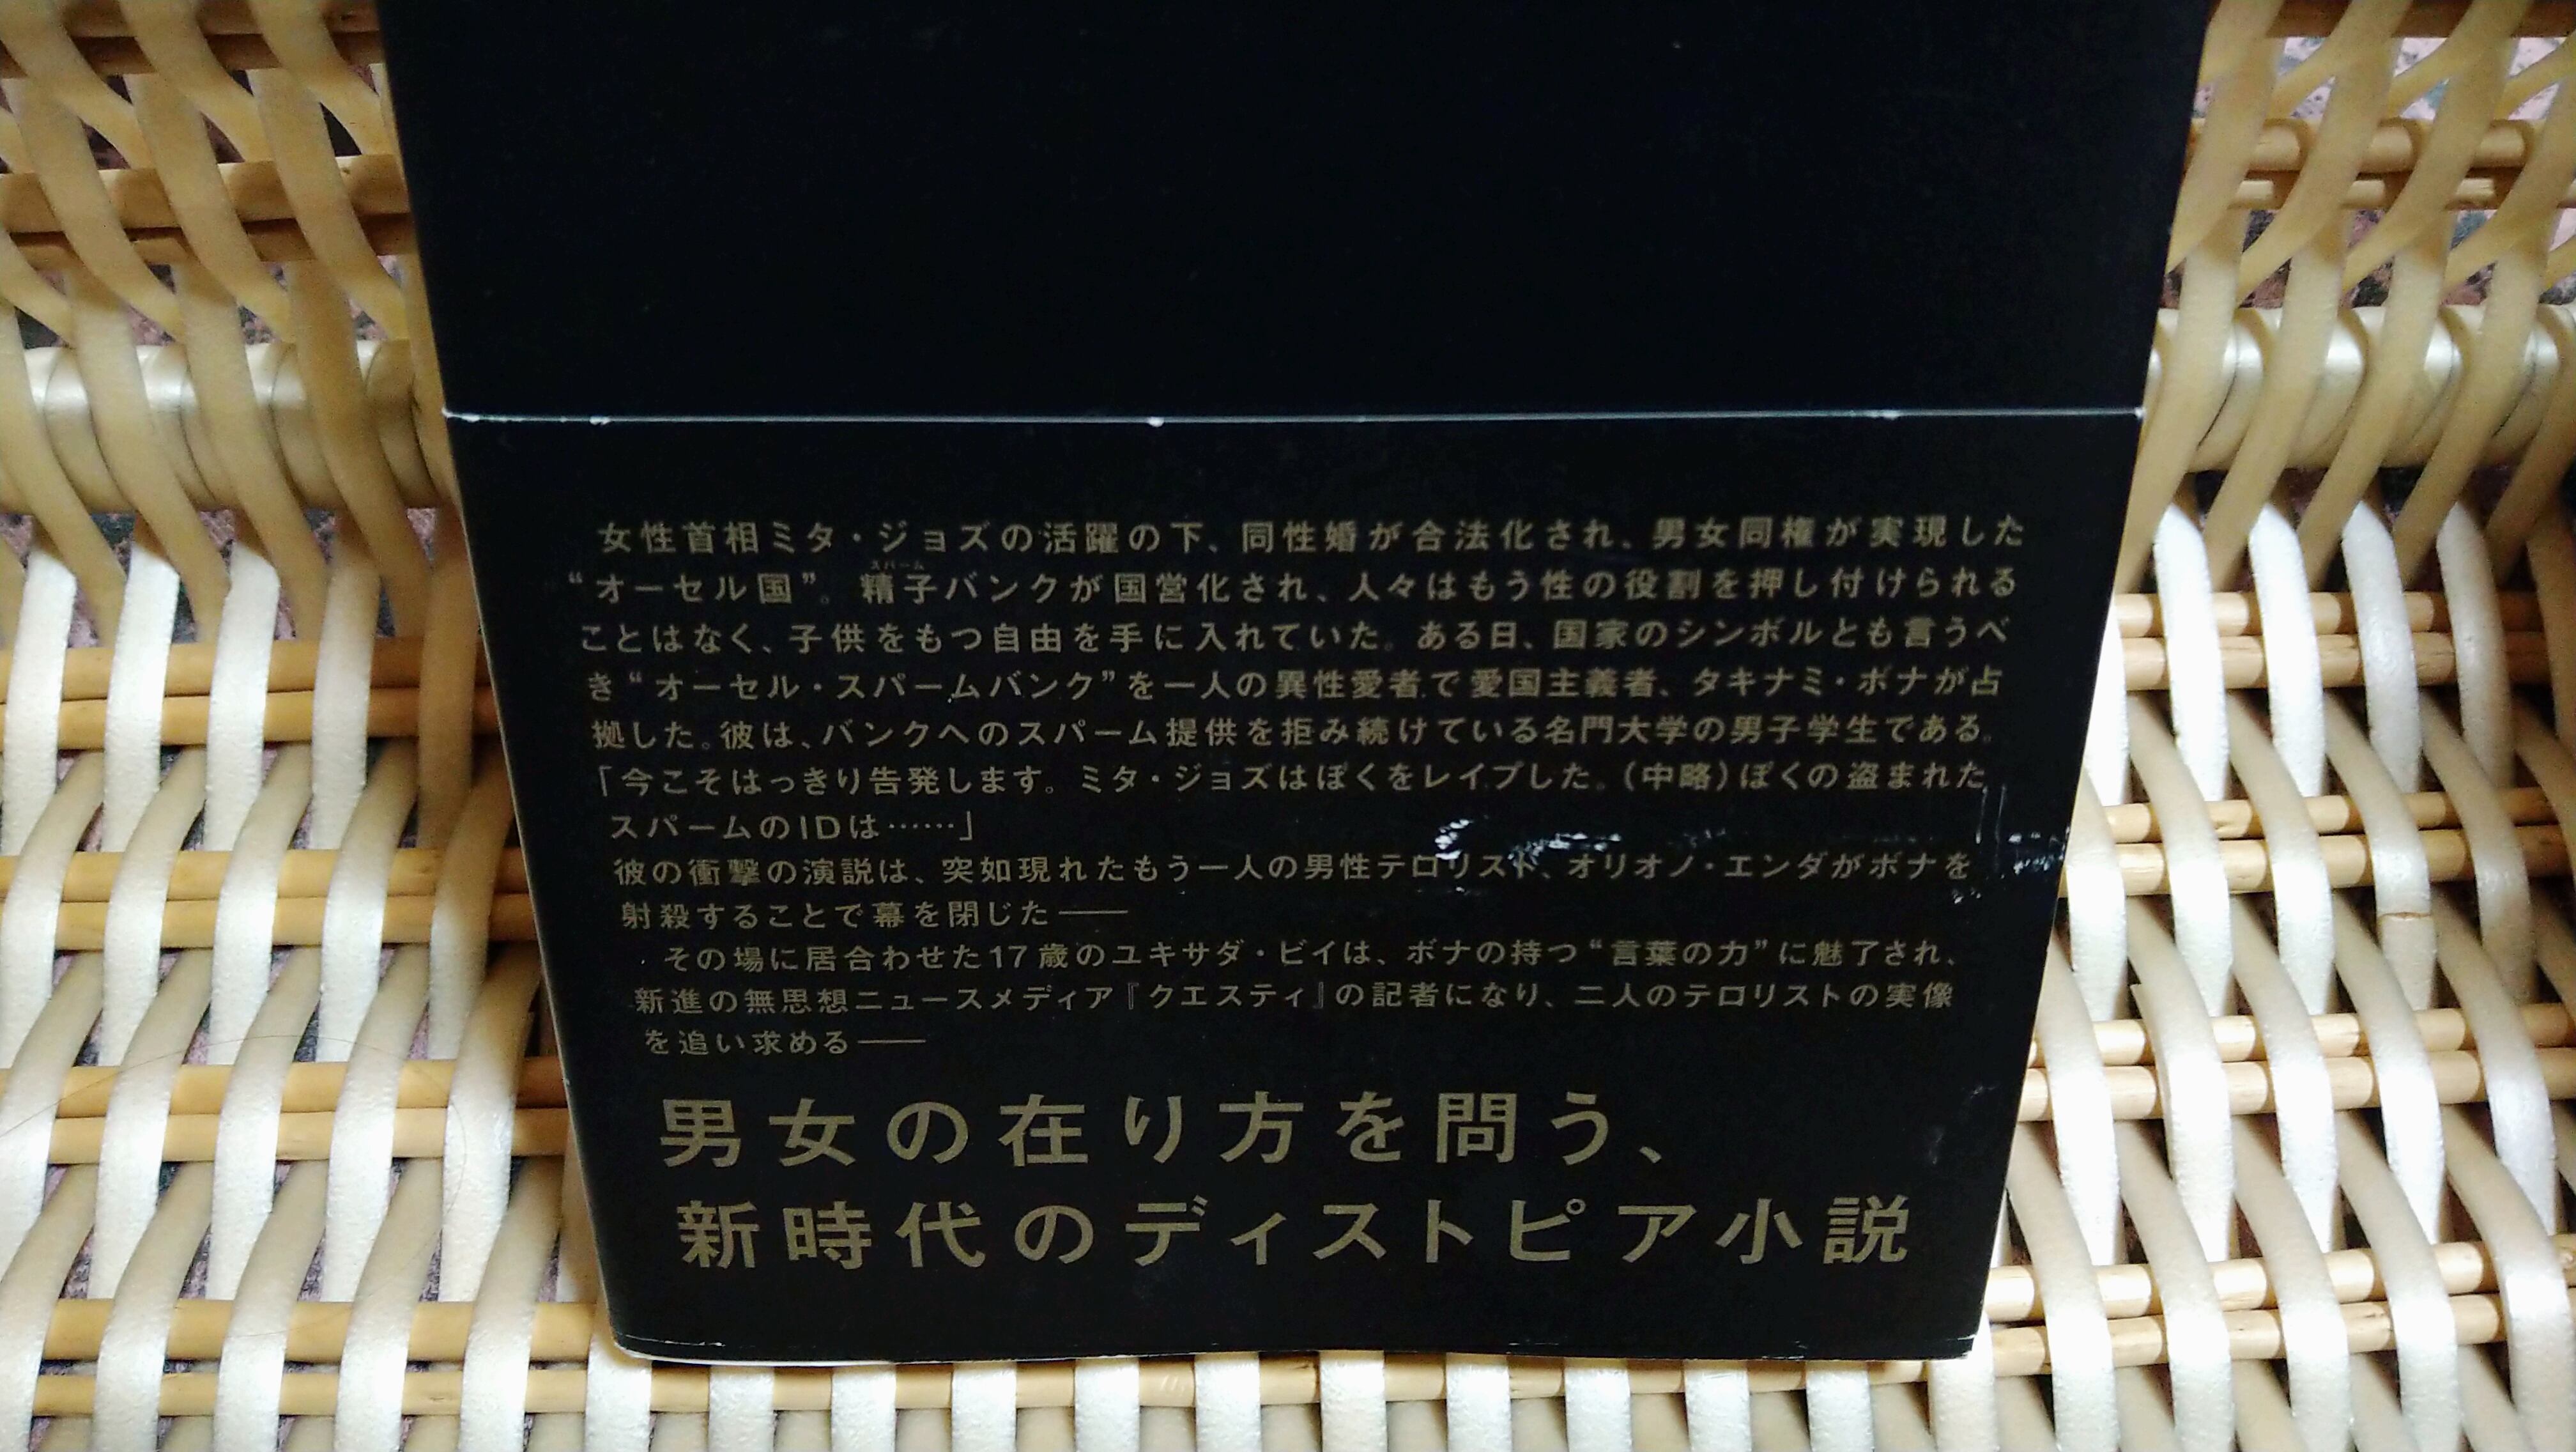 女性首相ミタ・ジョズの活躍の下、同性婚が合法化され、男女同権が実現した
“オーセル国”。精子バンクが国営化され、人々はもう性の役割を押し付けられる
スパーム
ことはなく、子供をもつ自由を手に入れていた。ある日、国家のシンボルとも言うべ
き“オーセル・スパームバンク”を一人の異性愛者で愛国主義者、タキナミ・ボナが占
拠した。彼は、バンクへのスパーム提供を拒み続けている名門大学の男子学生である。
「今こそはっきり告発します。ミタ・ジョズはぼくをレイプした。（中略）ぼくの盗まれた
スパームのIDは……」
彼の衝撃の演説は、突如現れたもう一人の男性テロリスト、オリオノ・エンダがボナを
射殺することで幕を閉じた――
その場に居合わせた17歳のユキサダ・ビイは、ボナの持つ“言葉の力”に魅了され、
新進の無思想ニュースメディア『クエスティ』の記者になり、二人のテロリストの実像
を追い求める――
男女の在り方を問う、
新時代のディストピア小説